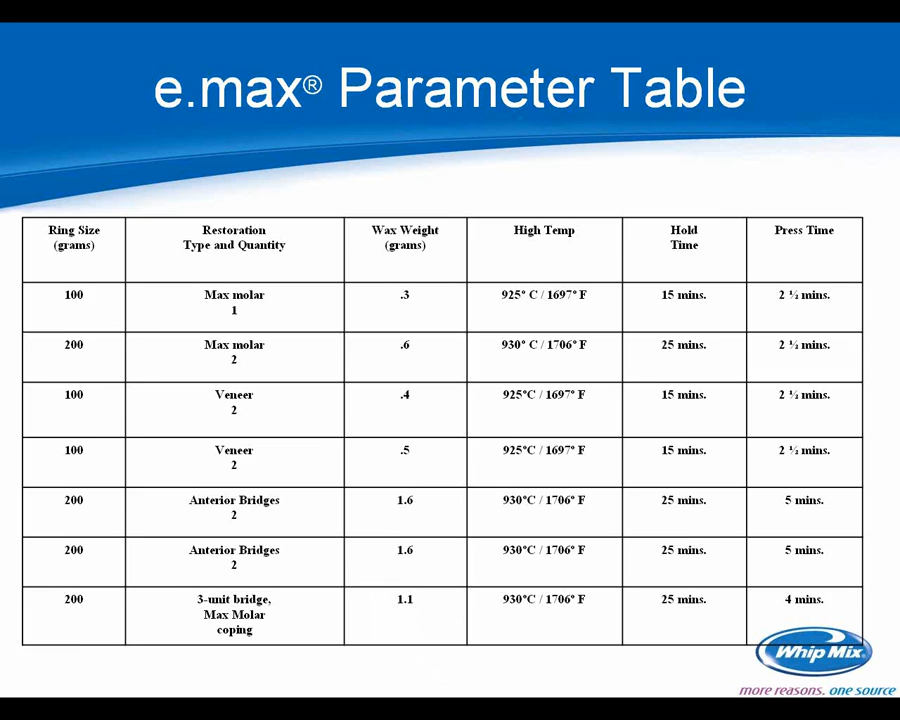 e.max® Parameter Table
Ring Size (grams) Restoration Type and Quantity Wax Weight (grams) High Temp Hold Time Press Time
100 Max molar 1 .3 925° C / 1697° F 15 mins. 2 ½ mins.
200 Max molar 2 .6 930° C / 1706° F 25 mins. 2 ½ mins.
100 Veneer 2 .4 925°C / 1697° F 15 mins. 2 ½ mins.
100 Veneer 2 .5 925°C / 1697° F 15 mins. 2 ½ mins.
200 Anterior Bridges 2 1.6 930°C / 1706° F 25 mins. 5 mins.
200 Anterior Bridges 2 1.6 930°C / 1706° F 25 mins. 5 mins.
200 3-unit bridge, Max Molar coping 1.1 930°C / 1706° F 25 mins. 4 mins.
Whip Mix®
more reasons. one source